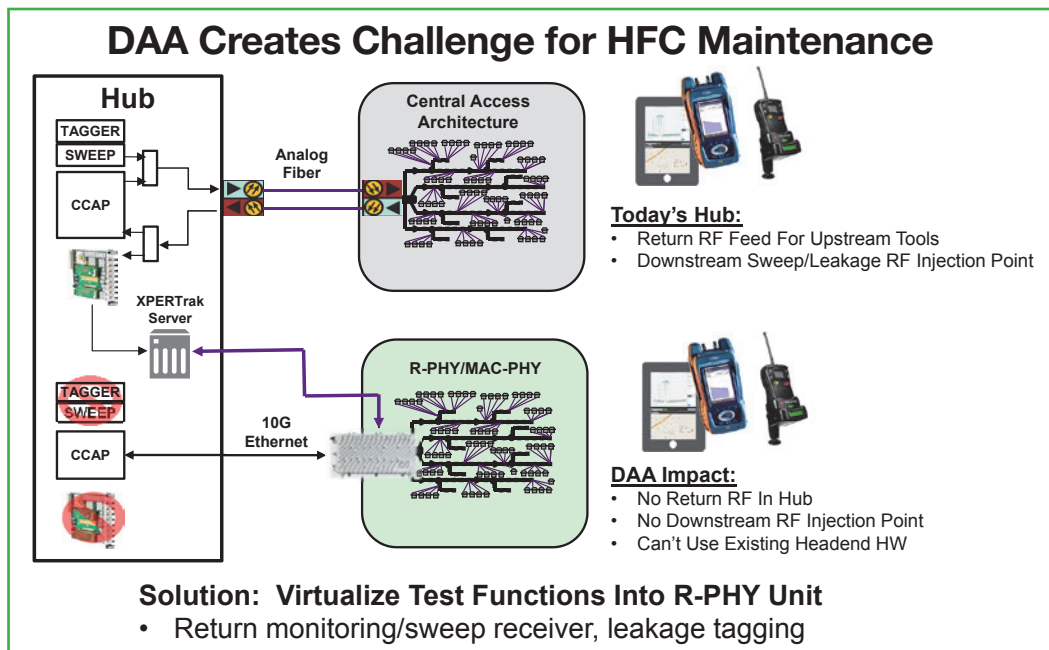 DAA Creates Challenge for HFC Maintenance
Hub
TAGGER
SWEEP
CCAP
XPERTrak
Server
TAGGER
SWEEP
CCAP
Analog
Fiber
10G
Ethernet
Central Access
Architecture
R-PHY/MAC-PHY
Today's Hub:
• Return RF Feed For Upstream Tools
• Downstream Sweep/Leakage RF Injection Point
DAA Impact:
• No Return RF In Hub
• No Downstream RF Injection Point
• Can't Use Existing Headend HW
Solution: Virtualize Test Functions Into R-PHY Unit
• Return monitoring/sweep receiver, leakage tagging